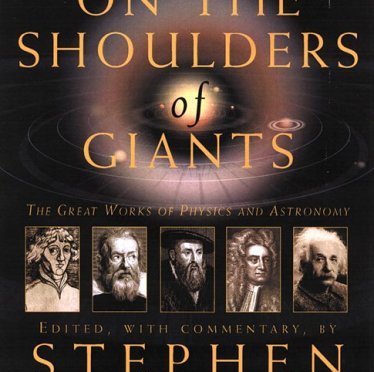 ON THE
SHOULDERS
of
GIANTS
THE GREAT WORKS OF PHYSICS AND ASTRONOMY
EDITED, WITH COMMENTARY, BY
STEPHEN